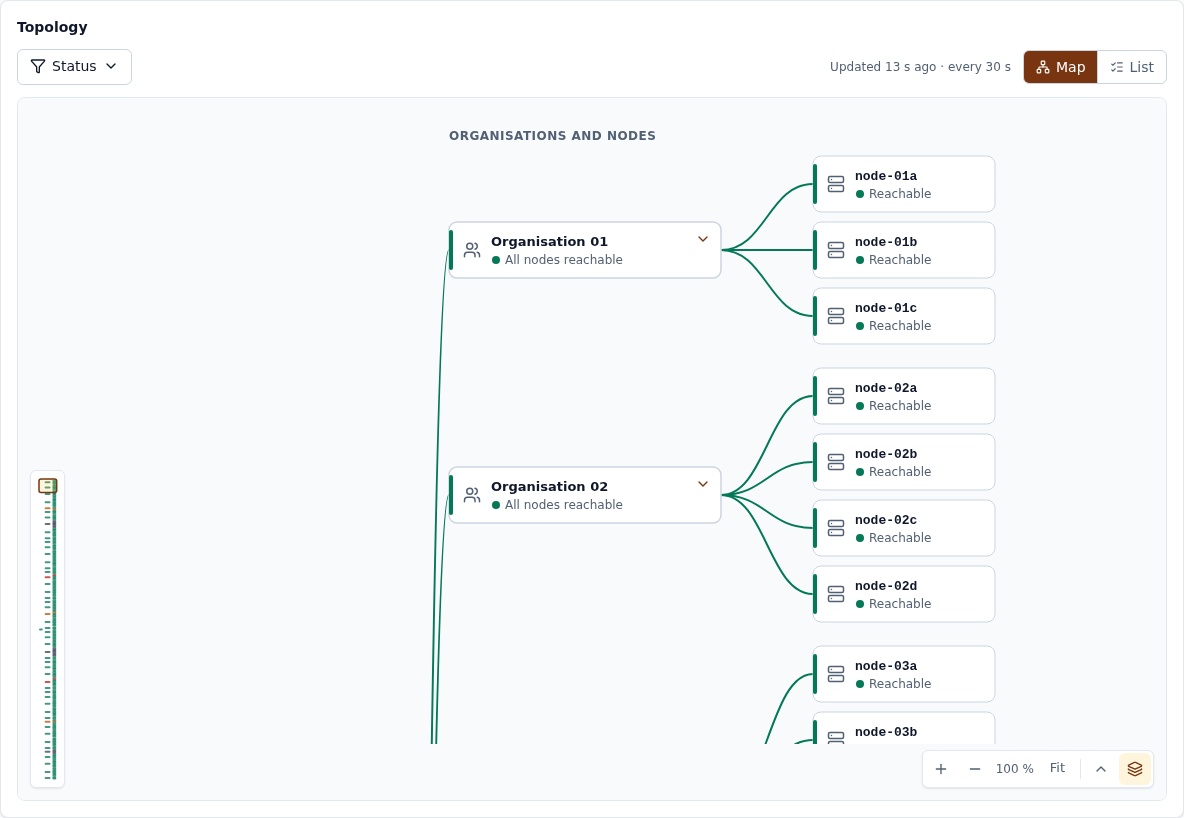 Topology
Status
Updated 13 s ago · every 30 s
Map
List
ORGANISATIONS AND NODES
node-01a
Reachable
Organisation 01
All nodes reachable
node-01b
Reachable
node-01c
Reachable
node-02a
Reachable
node-02b
Reachable
Organisation 02
All nodes reachable
node-02c
Reachable
node-02d
Reachable
node-03a
Reachable
node-03b
100 %
Fit